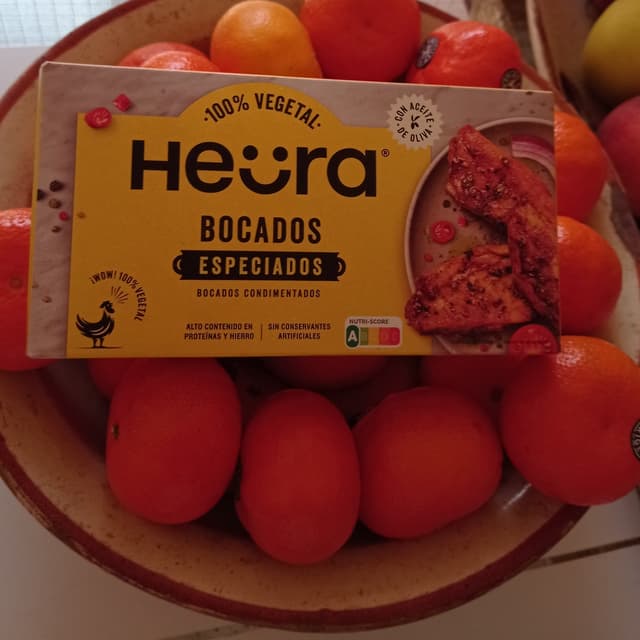 ·100% VEGETAL·
HEURA®
CON ACEITE
DE OLIVA
BOCADOS
ESPECIADOS
BOCADOS CONDIMENTADOS
¡WOW! 100% VEGETAL
ALTO CONTENIDO EN
PROTEÍNAS Y HIERRO
SIN CONSERVANTES
ARTIFICIALES
NUTRI-SCORE
A